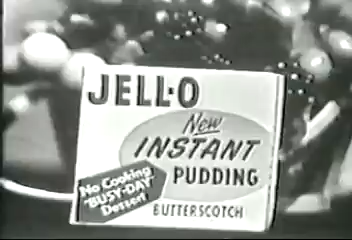 JELL-O
New
INSTANT
PUDDING
No Cooking
"BUSY-DAY"
Dessert
BUTTERSCOTCH